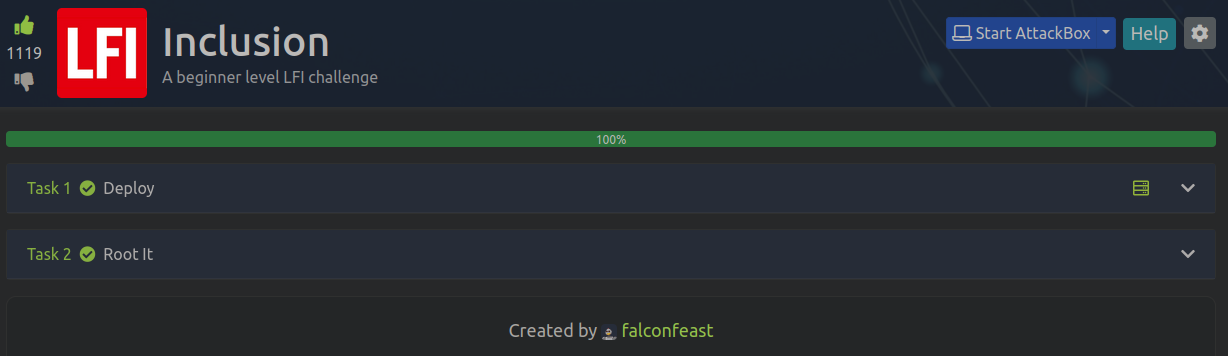 1119
LFI
Inclusion
A beginner level LFI challenge
Start AttackBox
Help
100%
Task 1 Deploy
Task 2 Root It
Created by falconfeast